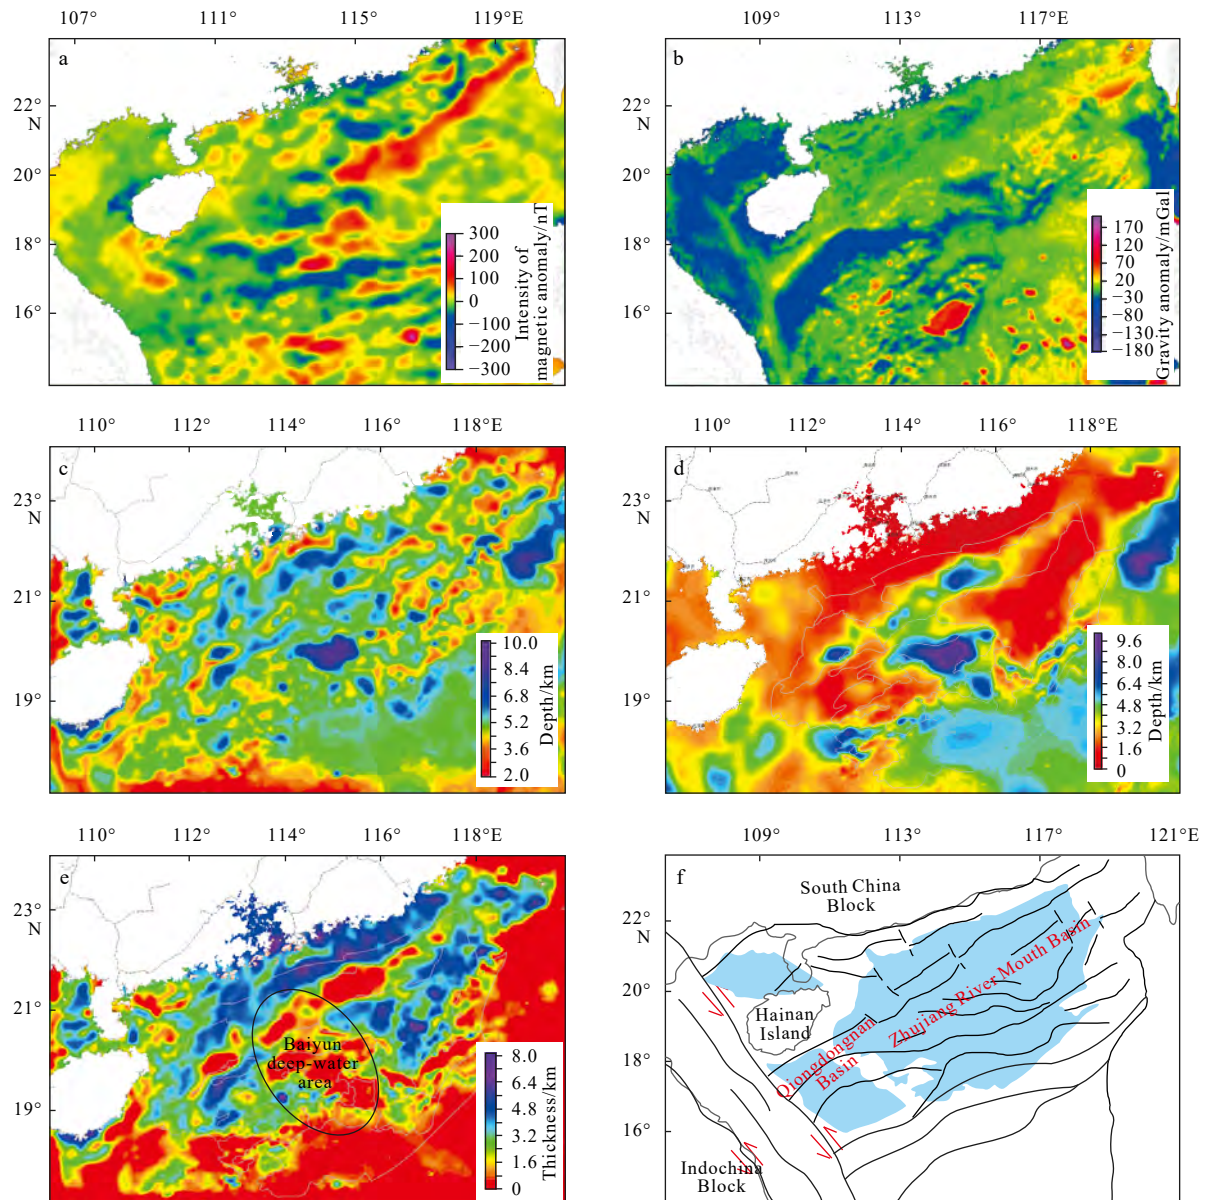 107° 111° 115° 119°E
109° 113° 117°
a
b
22°
N
20°
18°
16°
22°
N
20°
18°
16°
Intensity of
magnetic anomaly/nT
300
200
100
0
−100
−200
−300
Gravity anomaly/mGal
170
120
70
20
−30
−80
−130
−180
110° 112° 114° 116° 118°E
110° 112° 114° 116° 118°E
c
d
23°
N
21°
19°
23°
N
21°
19°
Depth/km
10.0
8.4
6.8
5.2
3.6
2.0
Depth/km
9.6
8.0
6.4
4.8
3.2
1.6
0
110° 112° 114° 116° 118°E
109° 113° 117° 121°E
e
f
23°
N
21°
19°
Baiyun
deep-water
area
Thickness/km
8.0
6.4
4.8
3.2
1.6
0
22°
N
20°
18°
16°
South China
Block
Hainan
Island
Zhujiang River Mouth Basin
Qiongdongnan
Basin
Indochina
Block